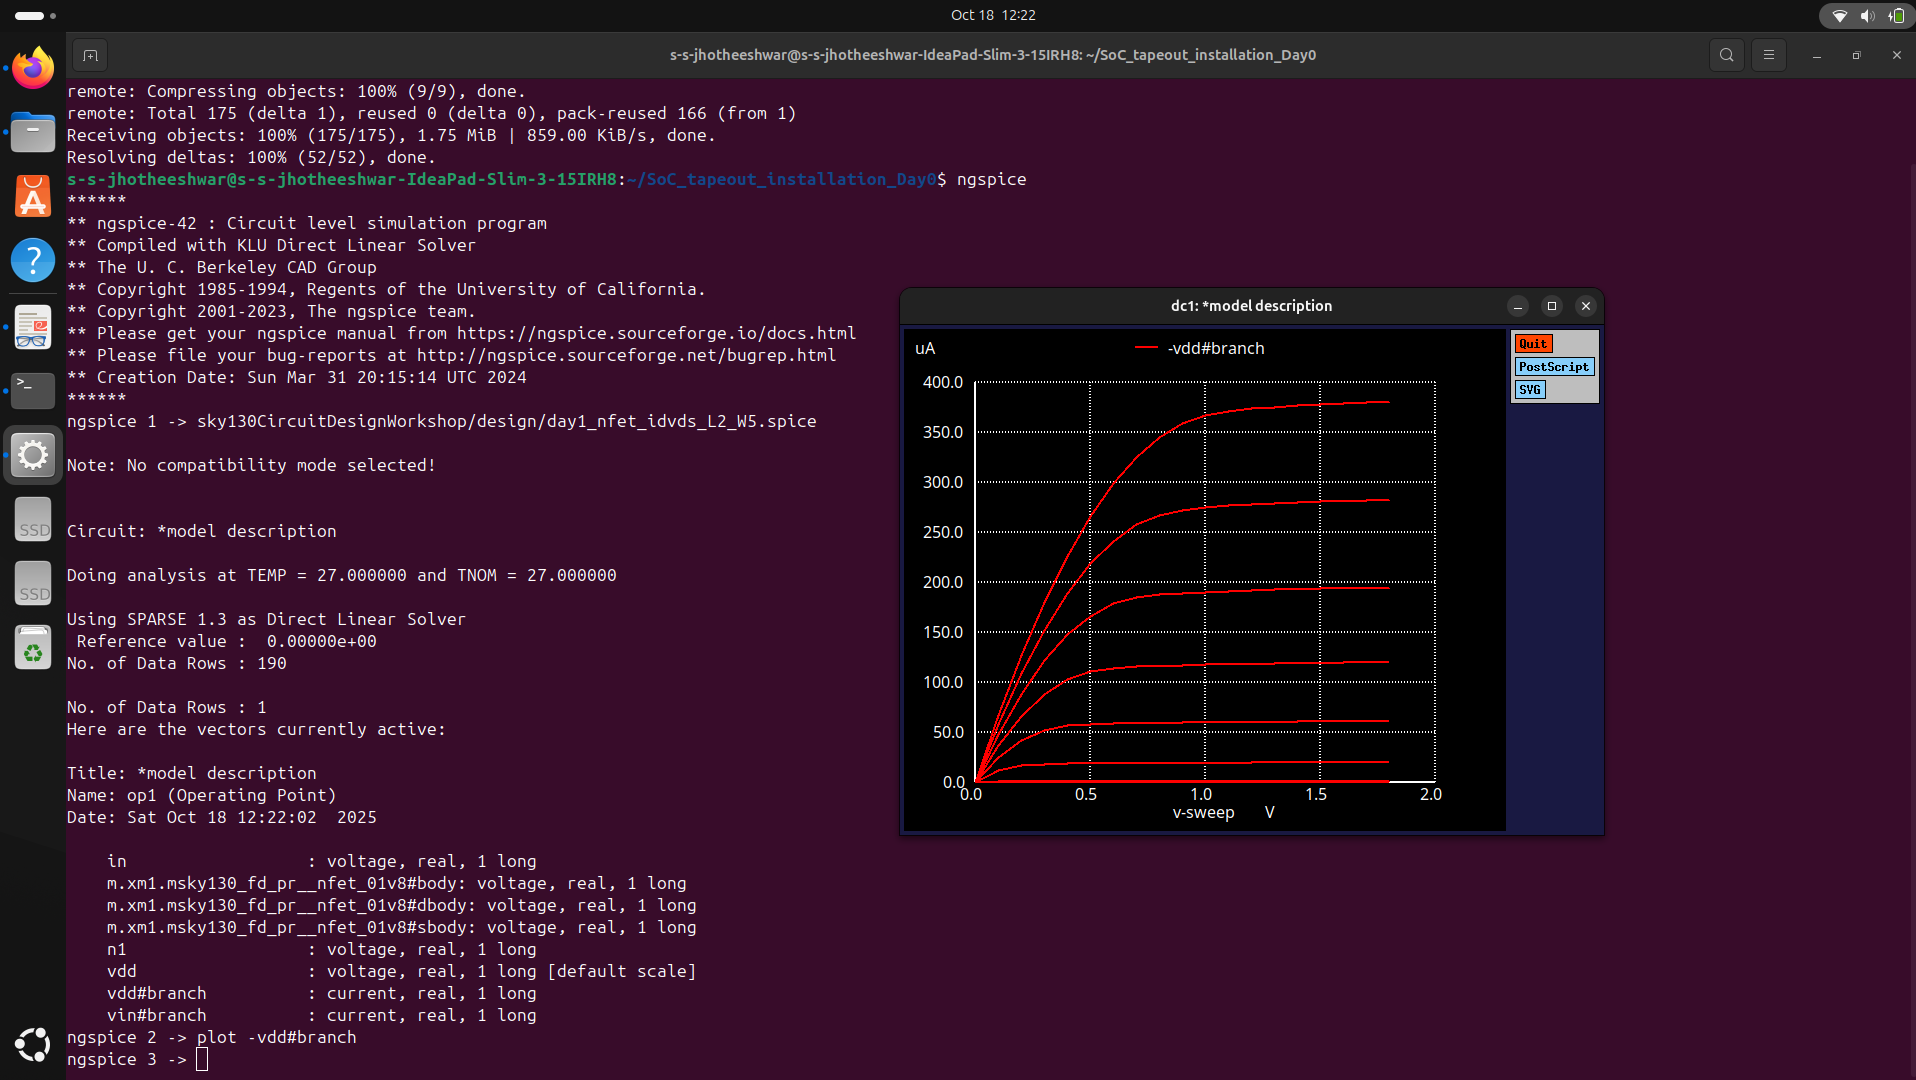 Oct 18 12:22
s-s-jhotheeshwar@s-s-jhotheeshwar-IdeaPad-Slim-3-15IRH8: ~/SoC_tapeout_installation_Day0
remote: Compressing objects: 100% (9/9), done.
remote: Total 175 (delta 1), reused 0 (delta 0), pack-reused 166 (from 1)
Receiving objects: 100% (175/175), 1.75 MiB | 859.00 KiB/s, done.
Resolving deltas: 100% (52/52), done.
s-s-jhotheeshwar@s-s-jhotheeshwar-IdeaPad-Slim-3-15IRH8:~/SoC_tapeout_installation_Day0$ ngspice
******
** ngspice-42 : Circuit level simulation program
** Compiled with KLU Direct Linear Solver
** The U. C. Berkeley CAD Group
** Copyright 1985-1994, Regents of the University of California.
** Copyright 2001-2023, The ngspice team.
** Please get your ngspice manual from https://ngspice.sourceforge.io/docs.html
** Please file your bug-reports at http://ngspice.sourceforge.net/bugrep.html
** Creation Date: Sun Mar 31 20:15:14 UTC 2024
******
ngspice 1 -> sky130CircuitDesignWorkshop/design/day1_nfet_idvds_L2_W5.spice
Note: No compatibility mode selected!
Circuit: *model description
Doing analysis at TEMP = 27.000000 and TNOM = 27.000000
Using SPARSE 1.3 as Direct Linear Solver
Reference value :  0.00000e+00
No. of Data Rows : 190
No. of Data Rows : 1
Here are the vectors currently active:
Title: *model description
Name: op1 (Operating Point)
Date: Sat Oct 18 12:22:02  2025
in : voltage, real, 1 long
m.xm1.msky130_fd_pr__nfet_01v8#body: voltage, real, 1 long
m.xm1.msky130_fd_pr__nfet_01v8#dbody: voltage, real, 1 long
m.xm1.msky130_fd_pr__nfet_01v8#sbody: voltage, real, 1 long
n1 : voltage, real, 1 long
vdd : voltage, real, 1 long [default scale]
vdd#branch : current, real, 1 long
vin#branch : current, real, 1 long
ngspice 2 -> plot -vdd#branch
ngspice 3 ->
dc1: *model description
uA
-vdd#branch
Quit
PostScript
SVG
400.0
350.0
300.0
250.0
200.0
150.0
100.0
50.0
0.0
0.0 0.5 1.0 1.5 2.0
v-sweep V
SSD
SSD